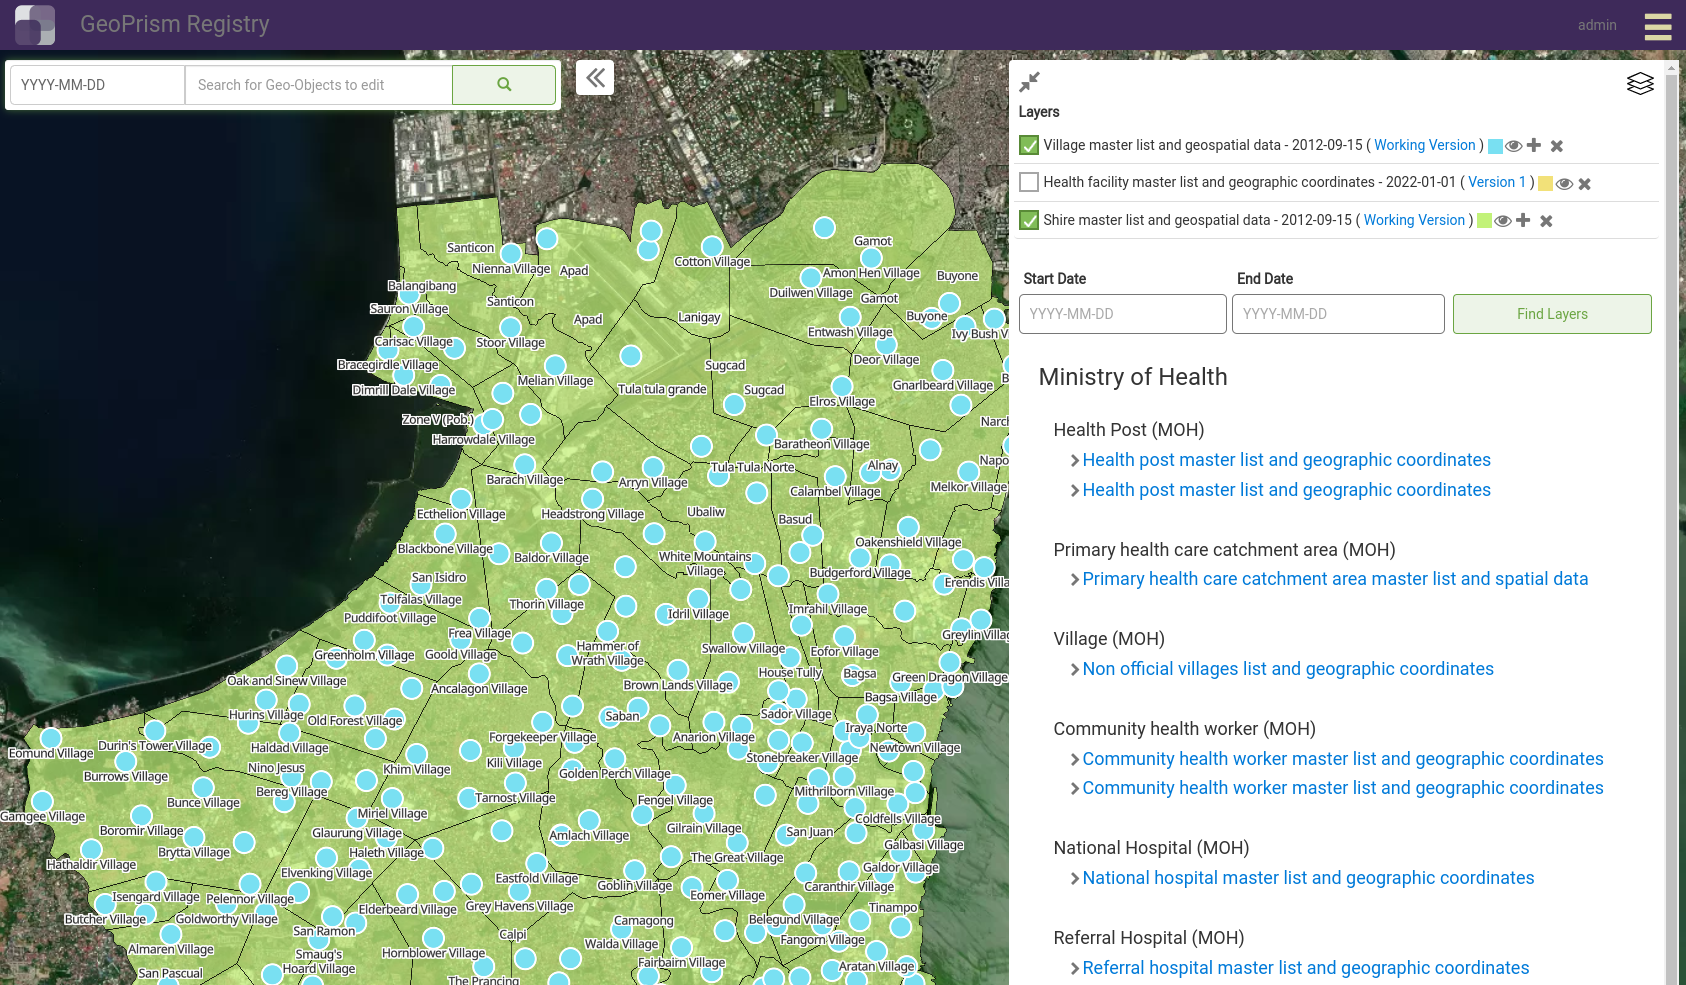 GeoPrism Registry
admin
YYYY-MM-DD
Search for Geo-Objects to edit
Layers
Village master list and geospatial data - 2012-09-15 ( Working Version )
Health facility master list and geographic coordinates - 2022-01-01 ( Version 1 )
Shire master list and geospatial data - 2012-09-15 ( Working Version )
Start Date
End Date
YYYY-MM-DD
YYYY-MM-DD
Find Layers
Ministry of Health
Health Post (MOH)
Health post master list and geographic coordinates
Health post master list and geographic coordinates
Primary health care catchment area (MOH)
Primary health care catchment area master list and spatial data
Village (MOH)
Non official villages list and geographic coordinates
Community health worker (MOH)
Community health worker master list and geographic coordinates
Community health worker master list and geographic coordinates
National Hospital (MOH)
National hospital master list and geographic coordinates
Referral Hospital (MOH)
Referral hospital master list and geographic coordinates
Santicon
Gamot
Cotton Village
Nienna Village
Apad
Amon Hen Village
Buyone
Balangibang
Duilwen Village
Gamot
Santicon
Sauron Village
Buyone
Lanigay
Apad
Entwash Village
Ivy Bush V
Carisac Village
Stoor Village
Deor Village
Bracegirdle Village
Sugcad
Melian Village
B
Gnarlbeard Village
Dimrill Dale Village
Tula tula grande
Sugcad
Elros Village
Zone V (Pob.)
Narch
Harrowdale Village
Baratheon Village
Napo
Tula-Tula Norte
Alnay
Barach Village
Arryn Village
Melkor Village
Calambel Village
Ecthelion Village
Headstrong Village
Ubaliw
Basud
Oakenshield Village
Blackbone Village
Baldor Village
White Mountains
Village
Budgerford Village
San Isidro
Erendis Villa
Tolfalas Village
Thorin Village
Imrahil Village
Puddifoot Village
Idril Village
Frea Village
Greylin Villag
Hammer of
Wrath Village
Swallow Village
Eofor Village
Greenholm Village
Goold Village
House Tully
Bagsa
Green Dragon Village
Oak and Sinew Village
Ancalagon Village
Brown Lands Village
Bagsa Village
Hurins Village
Old Forest Village
Saban
Sador Village
Iraya Norte
Forgekeeper Village
Anarion Village
Durin's Tower Village
Haldad Village
Newtown Village
Eomund Village
Stonebreaker Village
Kili Village
Nino Jesus
Khim Village
Golden Perch Village
Burrows Village
Bereg Village
Mithrilborn Village
Tarnost Village
Fengel Village
Bunce Village
Miriel Village
Gamgee Village
Coldfells Village
Boromir Village
Glaurung Village
Gilrain Village
San Juan
Amlach Village
Galbasi Village
Brytta Village
Haleth Village
The Great Village
Hathaldir Village
Elvenking Village
Galdor Village
Eastfold Village
Goblin Village
Caranthir Village
Isengard Village
Pelennor Village
Eomer Village
Elderbeard Village
Grey Havens Village
Tinampo
Butcher Village
Goldworthy Village
Camagong
Belegund Village
San Ramon
Calpi
Fangorn Village
Walda Village
Almaren Village
Smaug's
Hoard Village
Hornblower Village
Fairbairn Village
Aratan Village
San Pascual
The Prancing